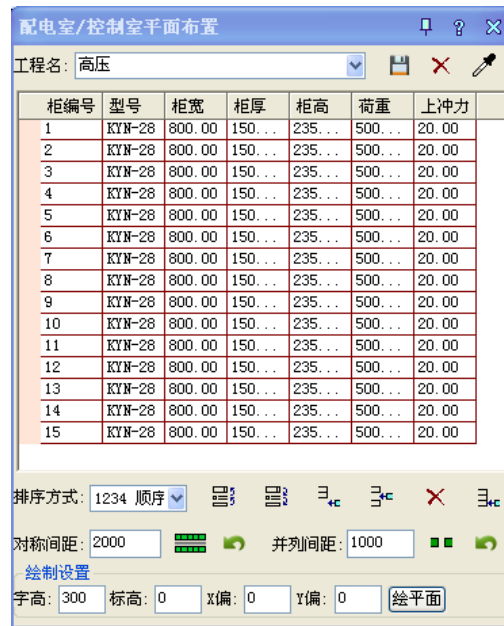 配电室/控制室平面布置
工程名: 高压
柜编号 型号 柜宽 柜厚 柜高 荷重 上冲力
1 KYN-28 800.00 150... 235... 500... 20.00
2 KYN-28 800.00 150... 235... 500... 20.00
3 KYN-28 800.00 150... 235... 500... 20.00
4 KYN-28 800.00 150... 235... 500... 20.00
5 KYN-28 800.00 150... 235... 500... 20.00
6 KYN-28 800.00 150... 235... 500... 20.00
7 KYN-28 800.00 150... 235... 500... 20.00
8 KYN-28 800.00 150... 235... 500... 20.00
9 KYN-28 800.00 150... 235... 500... 20.00
10 KYN-28 800.00 150... 235... 500... 20.00
11 KYN-28 800.00 150... 235... 500... 20.00
12 KYN-28 800.00 150... 235... 500... 20.00
13 KYN-28 800.00 150... 235... 500... 20.00
14 KYN-28 800.00 150... 235... 500... 20.00
15 KYN-28 800.00 150... 235... 500... 20.00
排序方式: 1234 顺序
对称间距: 2000 并列间距: 1000
绘制设置
字高: 300 标高: 0 X偏: 0 Y偏: 0 绘平面